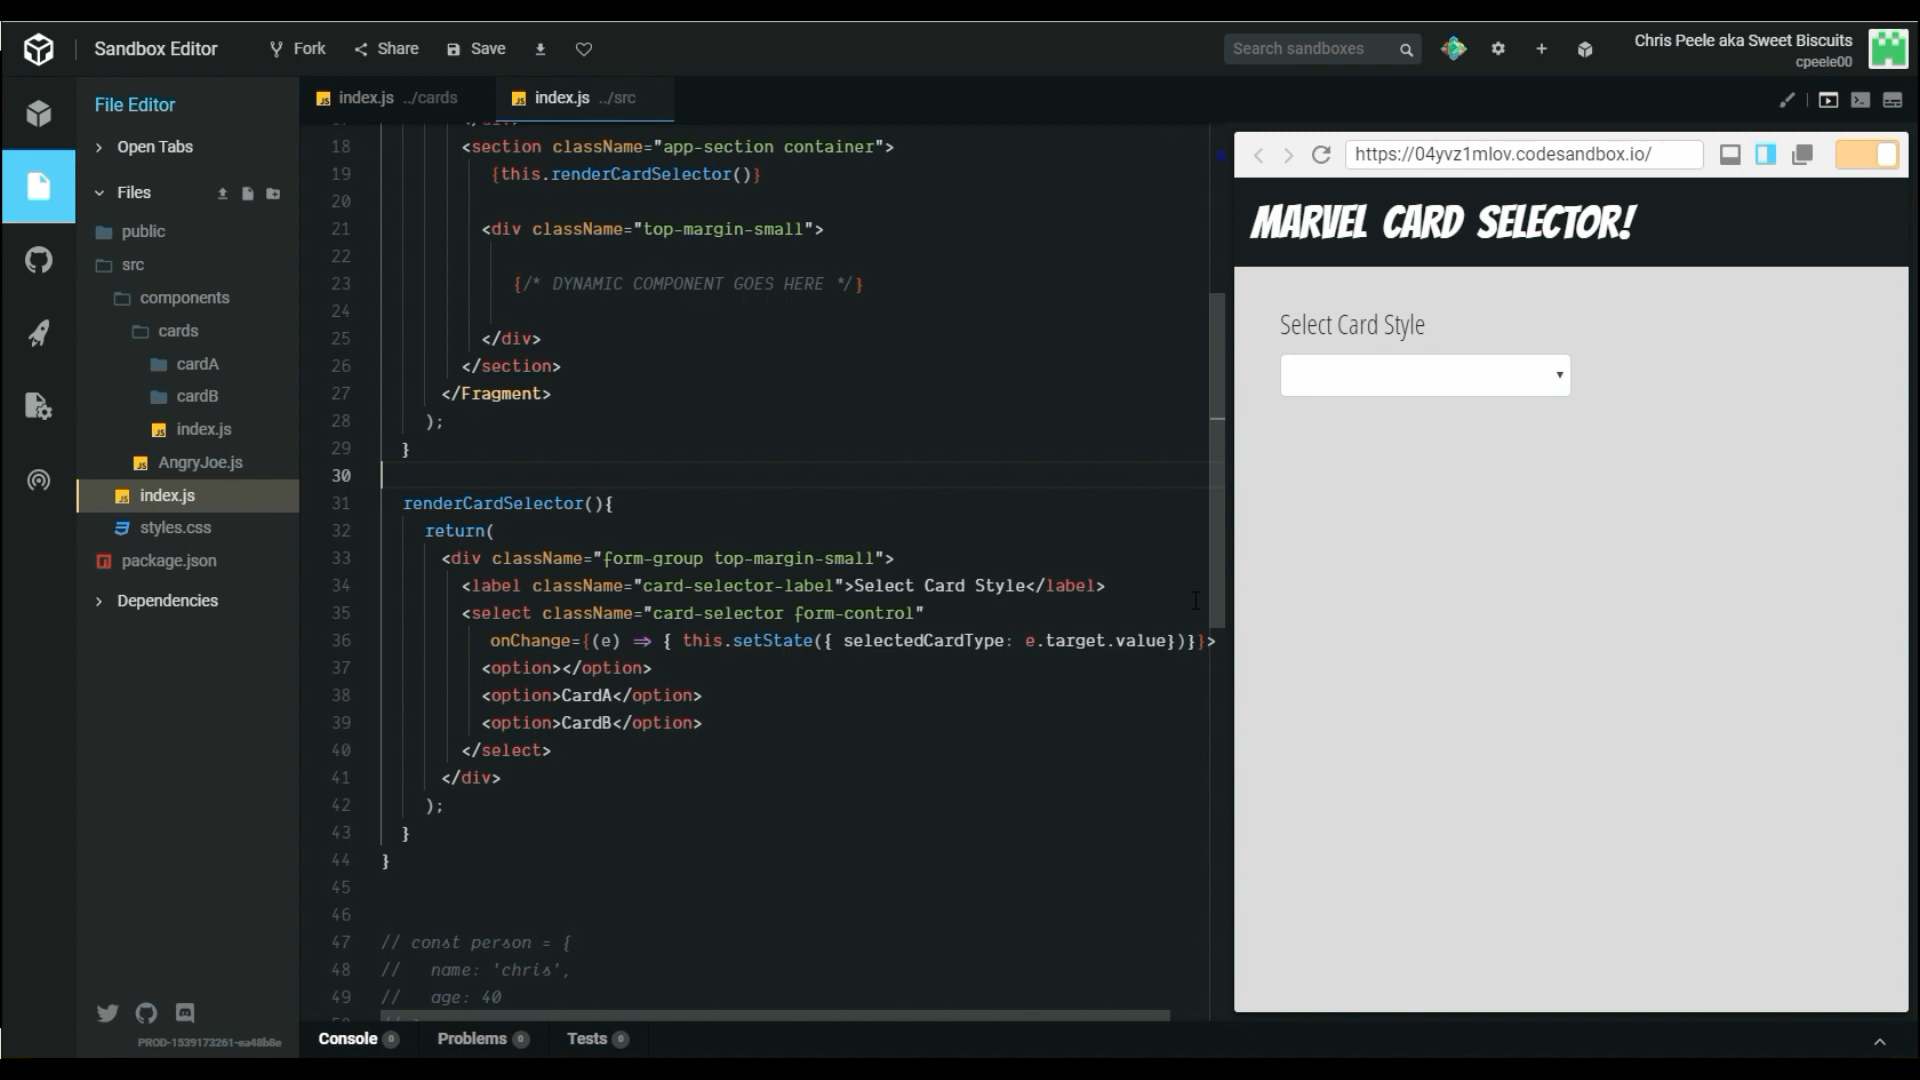 Sandbox Editor
Fork
Share
Save
Search sandboxes
Chris Peele aka Sweet Biscuits
cpeele00
File Editor
Open Tabs
Files
public
src
components
cards
cardA
cardB
index.js
AngryJoe.js
index.js
styles.css
package.json
Dependencies
PROD-1539173261-ea48b8e
index.js ../cards
index.js ../src
18 <section className="app-section container">
19 {this.renderCardSelector()}
20
21 <div className="top-margin-small">
22
23 {/* DYNAMIC COMPONENT GOES HERE */}
24
25 </div>
26 </section>
27 </Fragment>
28 );
29 }
30
31 renderCardSelector(){
32 return(
33 <div className="form-group top-margin-small">
34 <label className="card-selector-label">Select Card Style</label>
35 <select className="card-selector form-control"
36 onChange={(e) => { this.setState({ selectedCardType: e.target.value})}}>
37 <option></option>
38 <option>CardA</option>
39 <option>CardB</option>
40 </select>
41 </div>
42 );
43 }
44 }
45
46
47 // const person = {
48 // name: 'chris',
49 // age: 40
Console 0
Problems 0
Tests 0
https://04yvz1mlov.codesandbox.io/
MARVEL CARD SELECTOR!
Select Card Style